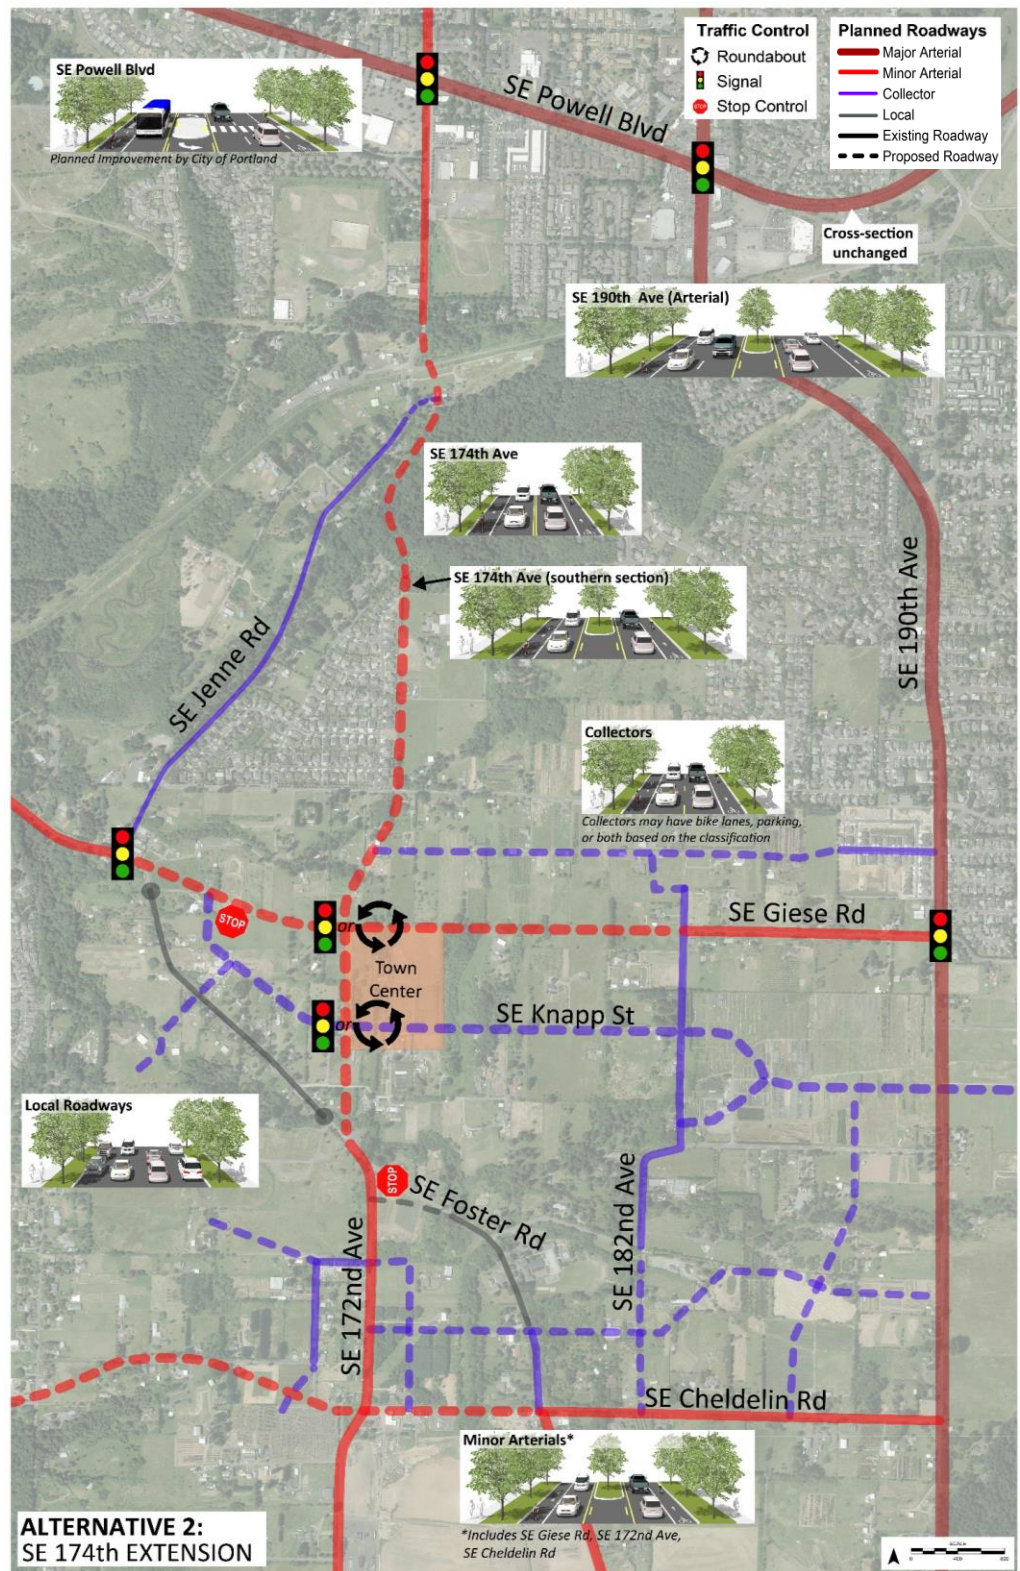 Traffic Control
Roundabout
Signal
STOP
Stop Control
Planned Roadways
Major Arterial
Minor Arterial
Collector
Local
Existing Roadway
Proposed Roadway
SE Powell Blvd
Planned Improvement by City of Portland
SE Powell Blvd
Cross-section
unchanged
SE 190th Ave (Arterial)
SE 174th Ave
SE 174th Ave (southern section)
SE 190th Ave
SE Jenne Rd
Collectors
Collectors may have bike lanes, parking,
or both based on the classification
STOP
or
SE Giese Rd
Town
Center
or
SE Knapp St
Local Roadways
STOP
SE Foster Rd
SE 172nd Ave
SE 182nd Ave
SE Cheldelin Rd
Minor Arterials*
*Includes SE Giese Rd, SE 172nd Ave,
SE Cheldelin Rd
ALTERNATIVE 2:
SE 174th EXTENSION